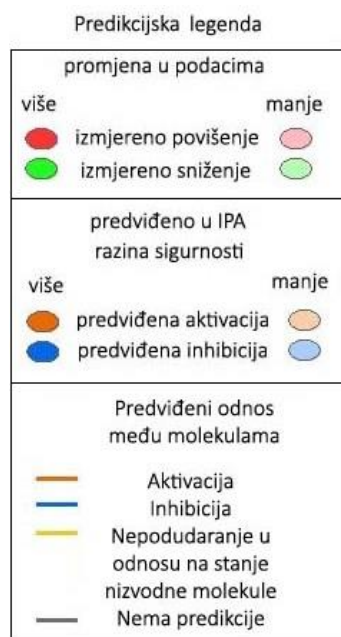 Predikcijska legenda
promjena u podacima
više manje
izmjereno povišenje
izmjereno sniženje
predviđeno u IPA
razina sigurnosti
više manje
predviđena aktivacija
predviđena inhibicija
Predviđeni odnos
među molekulama
Aktivacija
Inhibicija
Nepodudaranje u
odnosu na stanje
nizvodne molekule
Nema predikcije